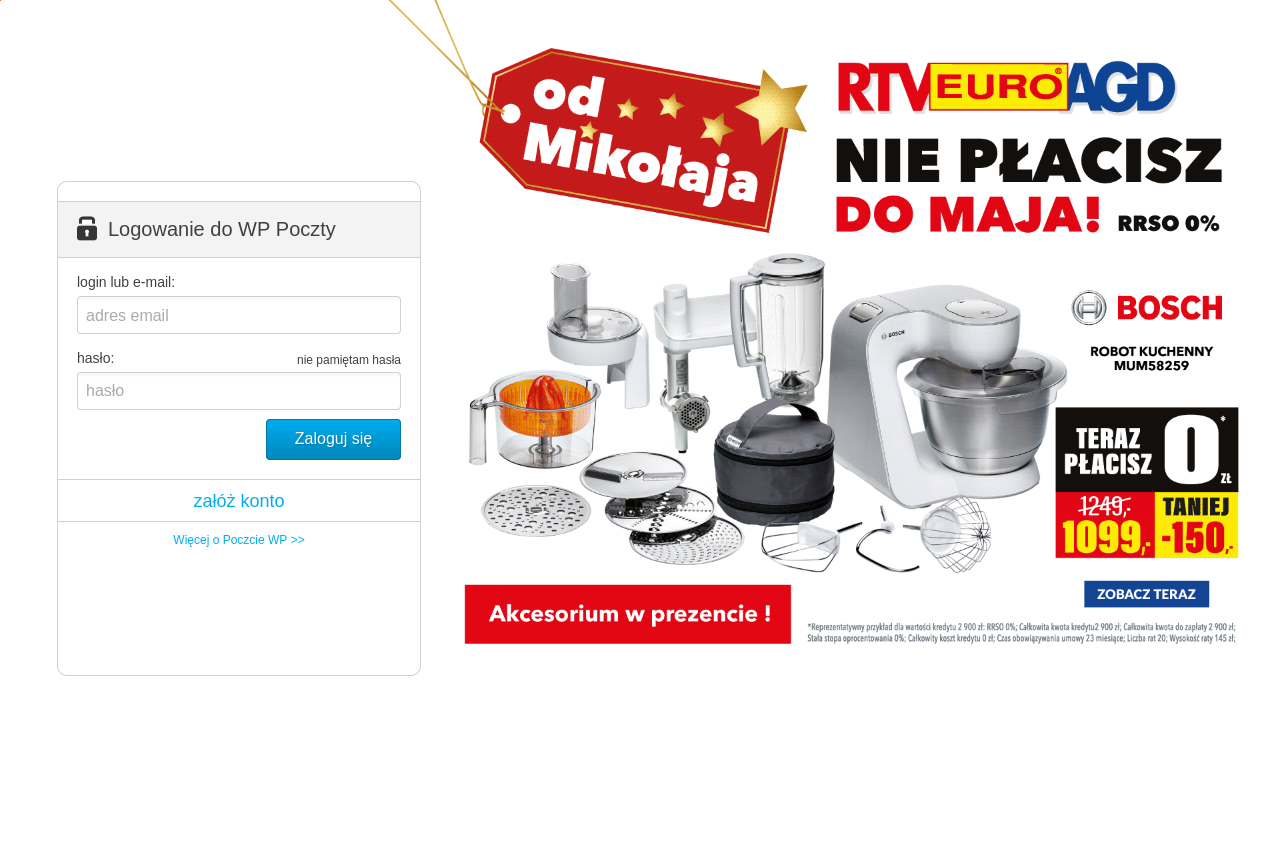 Logowanie do WP Poczty
login lub e-mail:
adres email
hasło:
nie pamiętam hasła
hasło
Zaloguj się
załóż konto
Więcej o Poczcie WP >>
od
Mikołaja
RTV EURO® AGD
NIE PŁACISZ
DO MAJA! RRSO 0%
BOSCH
ROBOT KUCHENNY
MUM58259
BOSCH
TERAZ
PŁACISZ 0*
ZŁ
1249,-
1099,-
TANIEJ
-150,-
ZOBACZ TERAZ
Akcesorium w prezencie !
*Reprezentatywny przykład dla wartości kredytu 2 900 zł: RRSO 0%; Całkowita kwota kredytu2 900 zł; Całkowita kwota do zapłaty 2 900 zł;
Stała stopa oprocentowania 0%; Całkowity koszt kredytu 0 zł; Czas obowiązywania umowy 23 miesiące; Liczba rat 20; Wysokość raty 145 zł;